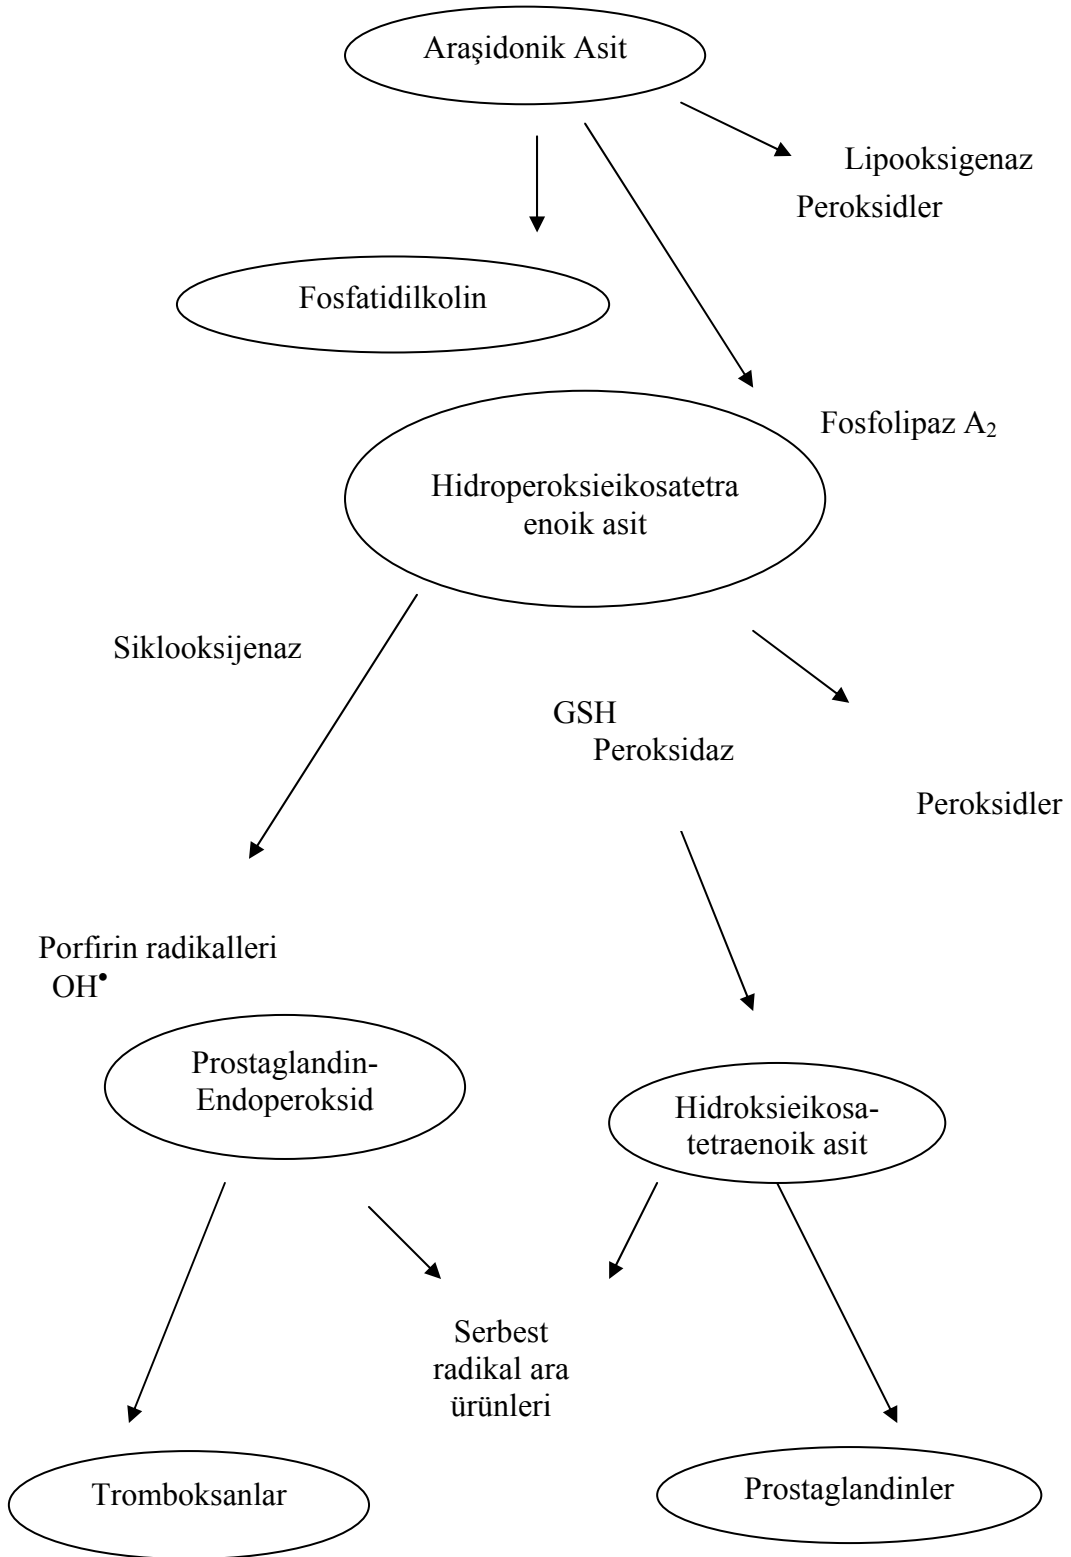 Araşidonik Asit
Lipooksigenaz
Peroksidler
Fosfatidilkolin
Fosfolipaz A₂
Hidroperoksieikosatetra
enoik asit
Siklooksijenaz
GSH
Peroksidaz
Peroksidler
Porfirin radikalleri
OH•
Prostaglandin-
Endoperoksid
Hidroksieikosa-
tetraenoik asit
Serbest
radikal ara
ürünleri
Tromboksanlar
Prostaglandinler